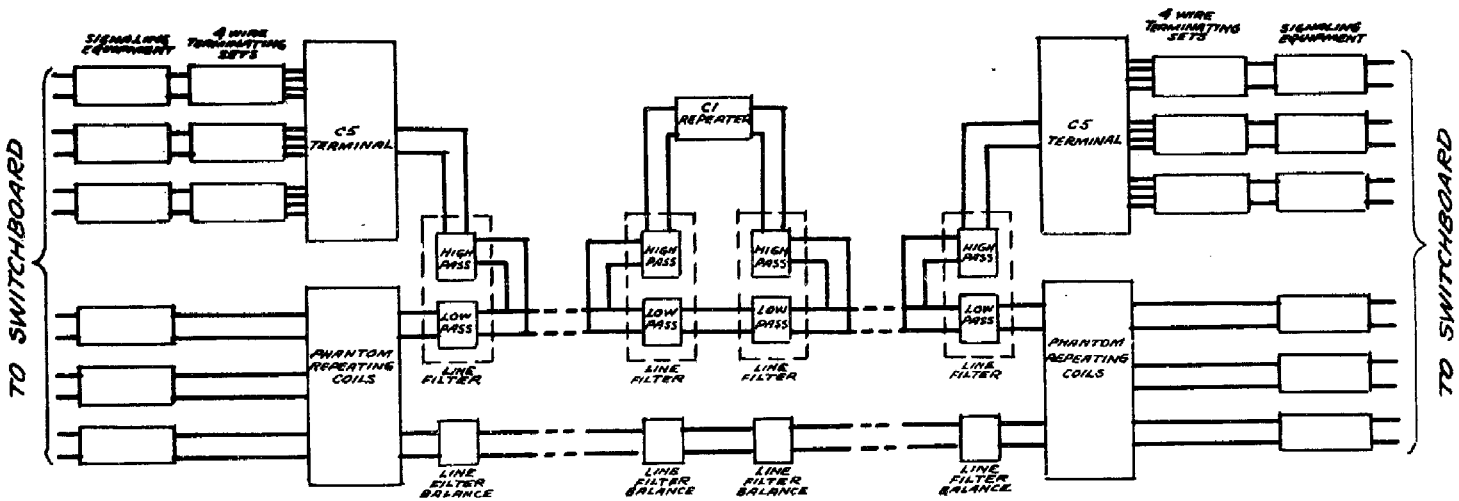 SIGNALING
EQUIPMENT
4 WIRE
TERMINATING
SETS
C5
TERMINAL
C1
REPEATER
C5
TERMINAL
4 WIRE
TERMINATING
SETS
SIGNALING
EQUIPMENT
TO SWITCHBOARD
HIGH
PASS
HIGH
PASS
HIGH
PASS
HIGH
PASS
TO SWITCHBOARD
LOW
PASS
LOW
PASS
LOW
PASS
LOW
PASS
PHANTOM
REPEATING
COILS
LINE
FILTER
LINE
FILTER
LINE
FILTER
LINE
FILTER
PHANTOM
REPEATING
COILS
LINE
FILTER
BALANCE
LINE
FILTER
BALANCE
LINE
FILTER
BALANCE
LINE
FILTER
BALANCE